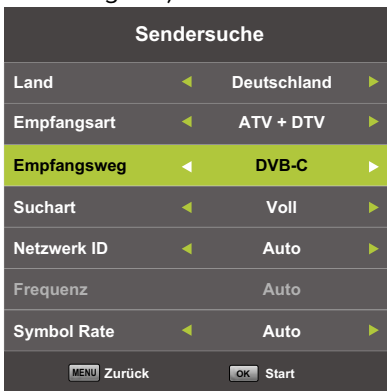 Sendersuche
Land Deutschland
Empfangsart ATV + DTV
Empfangsweg DVB-C
Suchart Voll
Netzwerk ID Auto
Frequenz Auto
Symbol Rate Auto
MENU Zurück OK Start